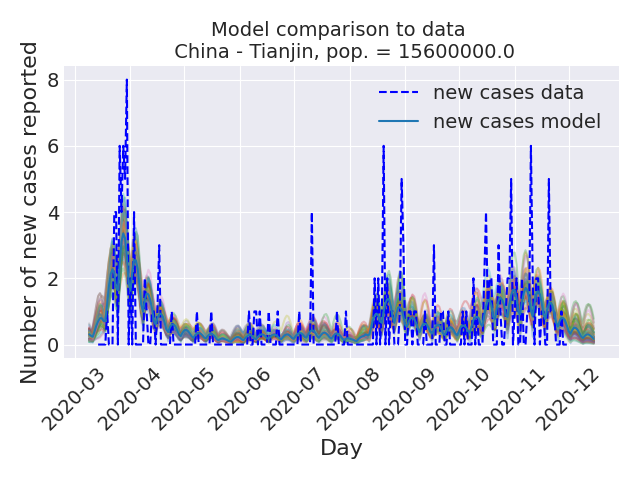 Model comparison to data
China - Tianjin, pop. = 15600000.0
Number of new cases reported
8
6
4
2
0
new cases data
new cases model
2020-03
2020-04
2020-05
2020-06
2020-07
2020-08
2020-09
2020-10
2020-11
2020-12
Day